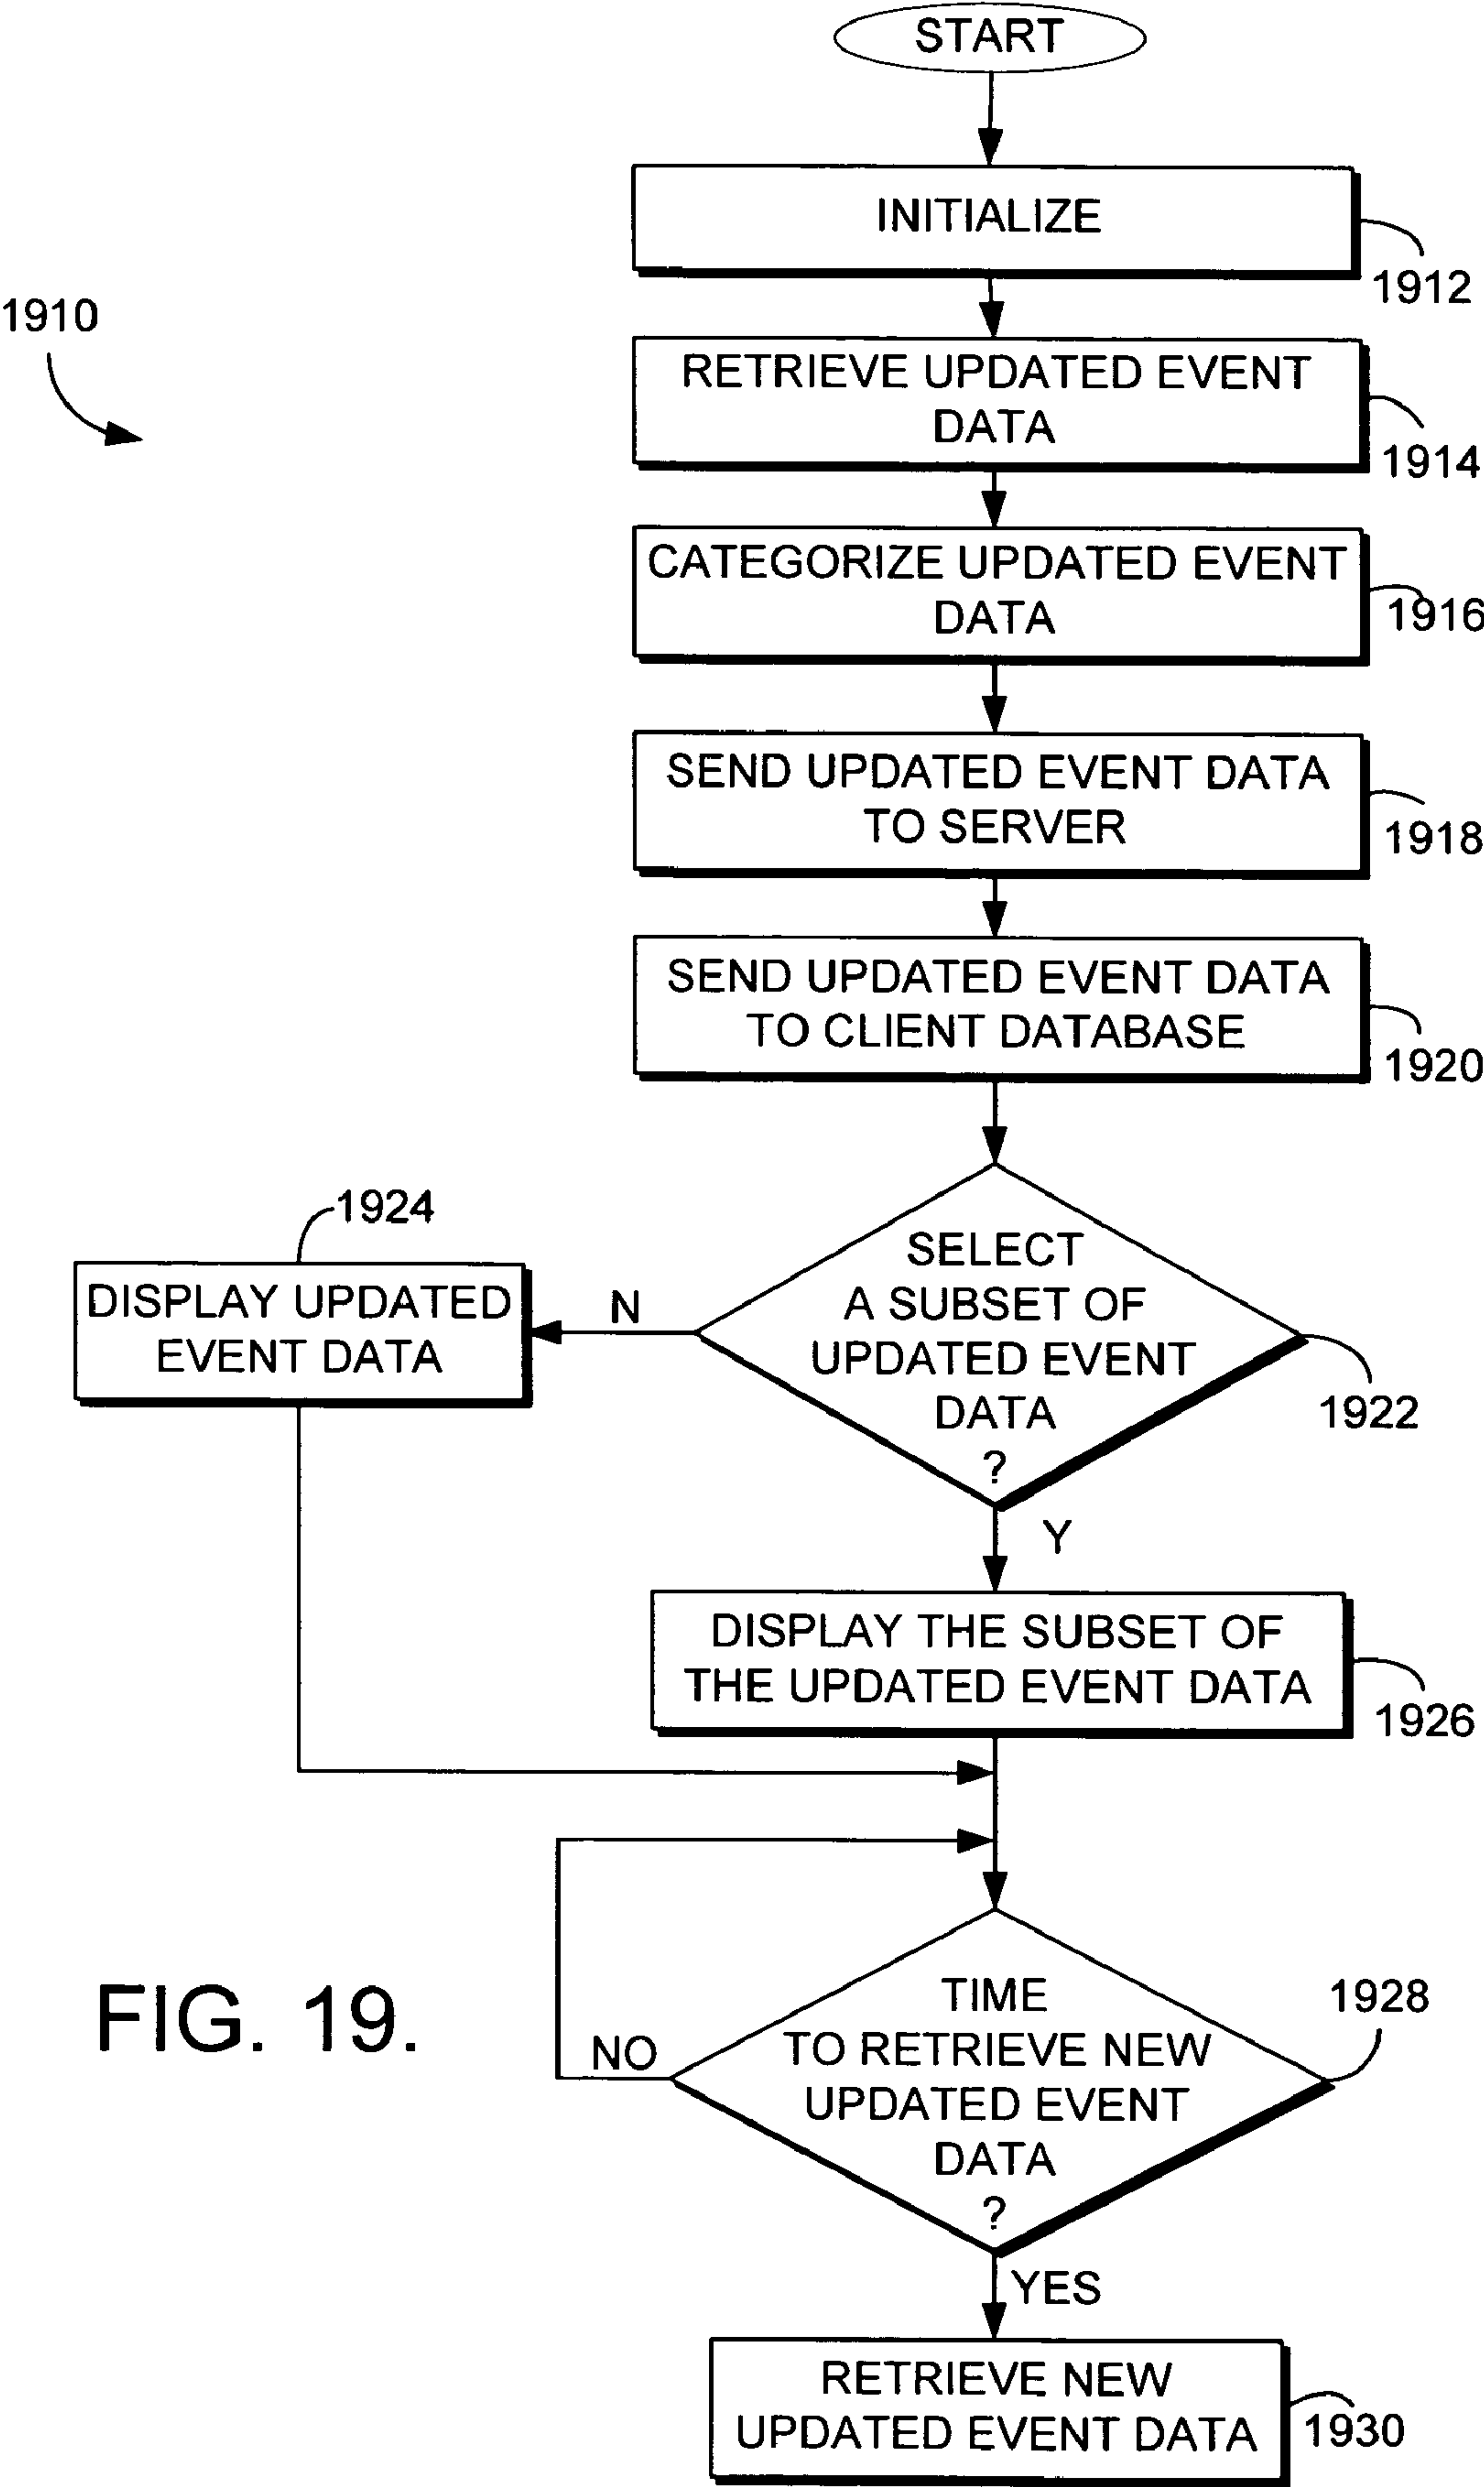 START
INITIALIZE
1912
1910
RETRIEVE UPDATED EVENT
DATA
1914
CATEGORIZE UPDATED EVENT
DATA
1916
SEND UPDATED EVENT DATA
TO SERVER
1918
SEND UPDATED EVENT DATA
TO CLIENT DATABASE
1920
1924
DISPLAY UPDATED
EVENT DATA
N
SELECT
A SUBSET OF
UPDATED EVENT
DATA
?
1922
Y
DISPLAY THE SUBSET OF
THE UPDATED EVENT DATA
1926
FIG. 19.
NO
TIME
TO RETRIEVE NEW
UPDATED EVENT
DATA
?
1928
YES
RETRIEVE NEW
UPDATED EVENT DATA
1930